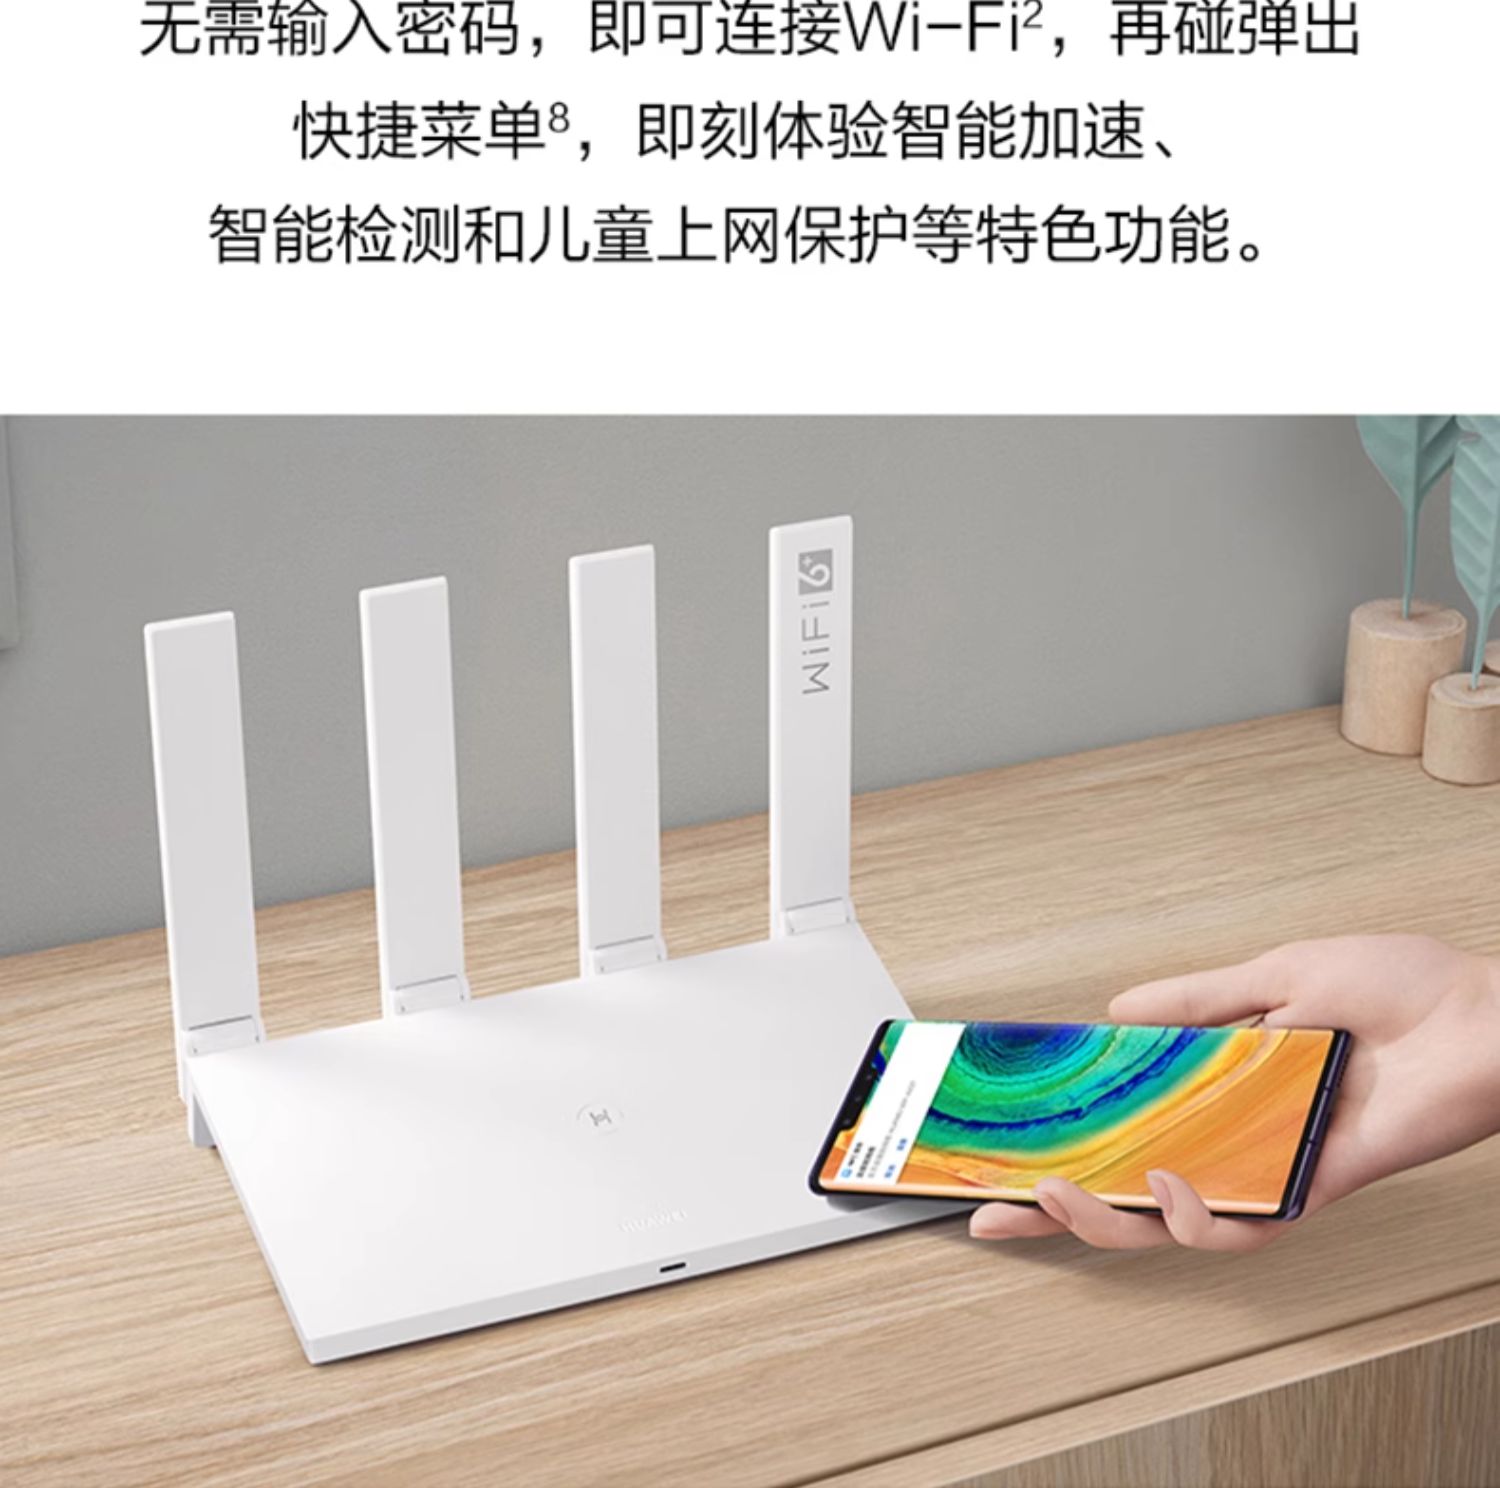 无需输入密码，即可连接Wi-Fi²，再碰弹出
快捷菜单⁸，即刻体验智能加速、
智能检测和儿童上网保护等特色功能。
WiFi 6+
HUAWEI